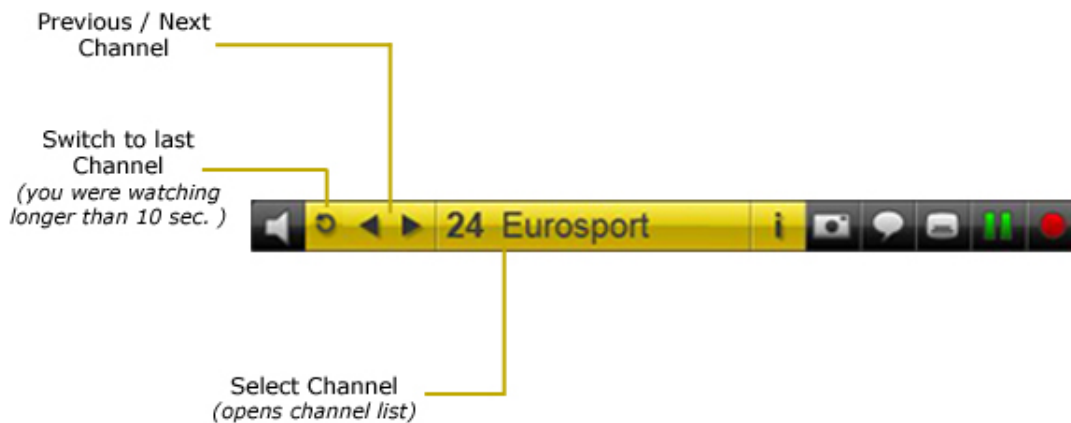 Previous / Next
Channel
Switch to last
Channel
(you were watching
longer than 10 sec. )
24 Eurosport i
Select Channel
(opens channel list)